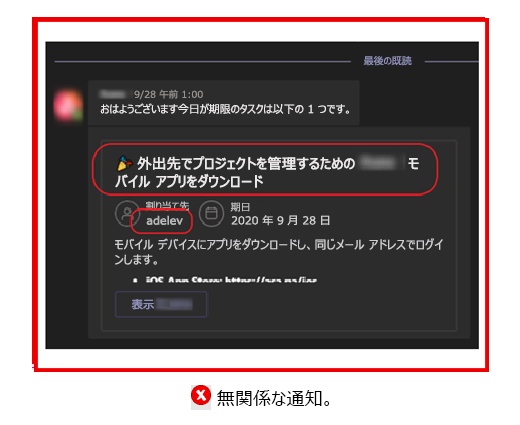 最後の既読
9/28 午前 1:00
おはようございます今日が期限のタスクは以下の 1 つです。
外出先でプロジェクトを管理するための モ
バイル アプリをダウンロード
割り当て先
adelev
期日
2020 年 9 月 28 日
モバイル デバイスにアプリをダウンロードし、同じメール アドレスでログイ
ンします。
iOS App Store: https://
表示
無関係な通知。